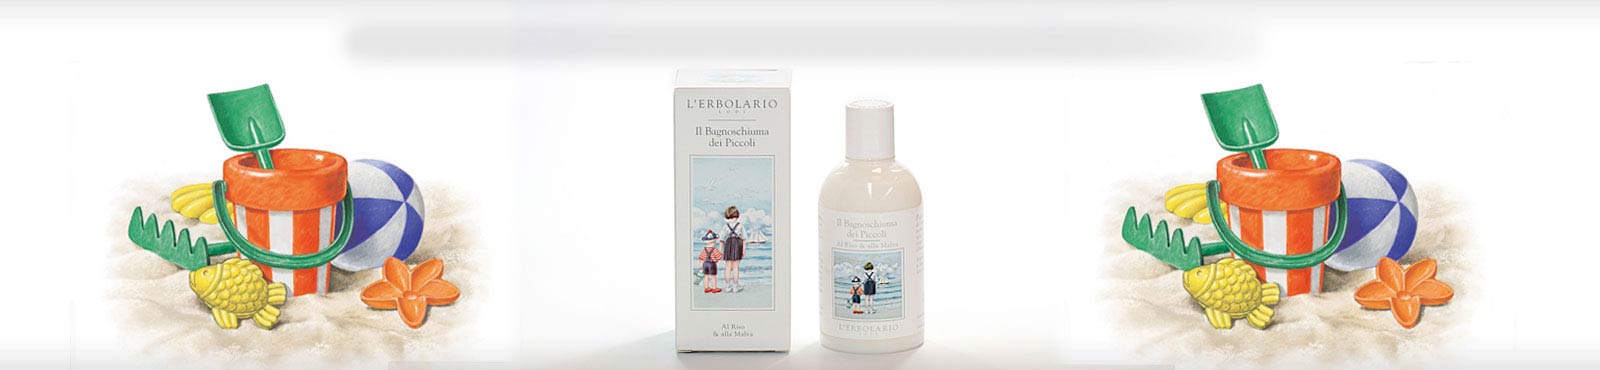 L'ERBOLARIO
LODI
Il Bagnoschiuma
dei Piccoli
Al Riso
& alla Malva
Il Bagnoschiuma
dei Piccoli
Al Riso & alla Malva
L'ERBOLARIO
LODI